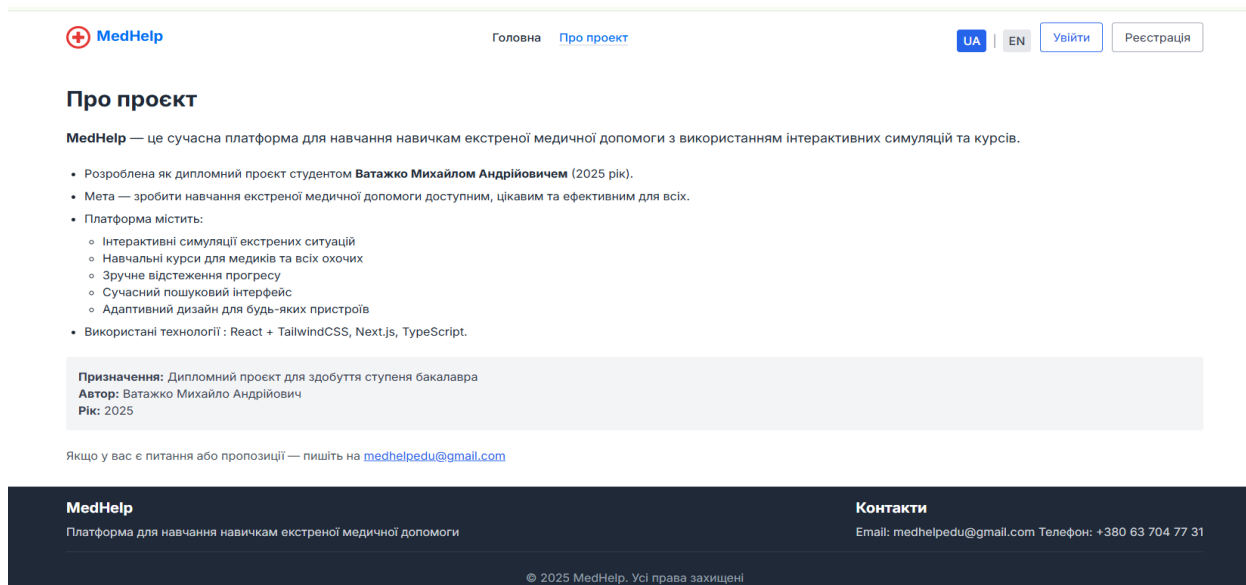 MedHelp
Головна
Про проект
UA | EN
Увійти
Реєстрація
Про проєкт
MedHelp — це сучасна платформа для навчання навичкам екстреної медичної допомоги з використанням інтерактивних симуляцій та курсів.
• Розроблена як дипломний проєкт студентом Ватажко Михайлом Андрійовичем (2025 рік).
• Мета — зробити навчання екстреної медичної допомоги доступним, цікавим та ефективним для всіх.
• Платформа містить:
◦ Інтерактивні симуляції екстрених ситуацій
◦ Навчальні курси для медиків та всіх охочих
◦ Зручне відстеження прогресу
◦ Сучасний пошуковий інтерфейс
◦ Адаптивний дизайн для будь-яких пристроїв
• Використані технології : React + TailwindCSS, Next.js, TypeScript.
Призначення: Дипломний проєкт для здобуття ступеня бакалавра
Автор: Ватажко Михайло Андрійович
Рік: 2025
Якщо у вас є питання або пропозиції — пишіть на medhelpedu@gmail.com
MedHelp
Платформа для навчання навичкам екстреної медичної допомоги
Контакти
Email: medhelpedu@gmail.com Телефон: +380 63 704 77 31
© 2025 MedHelp. Усі права захищені